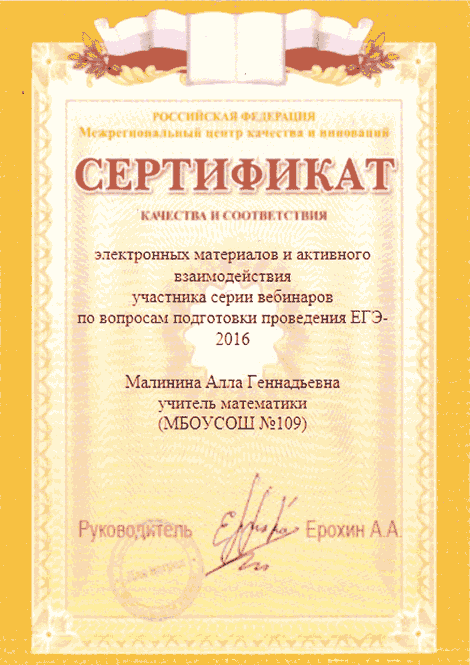 РОССИЙСКАЯ ФЕДЕРАЦИЯ
Межрегиональный центр качества и инноваций
СЕРТИФИКАТ
КАЧЕСТВА И СООТВЕТСТВИЯ
электронных материалов и активного
взаимодействия
участника серии вебинаров
по вопросам подготовки проведения ЕГЭ-
2016
Малинина Алла Геннадьевна
учитель математики
(МБОУСОШ №109)
Руководитель Ерохин А.А.